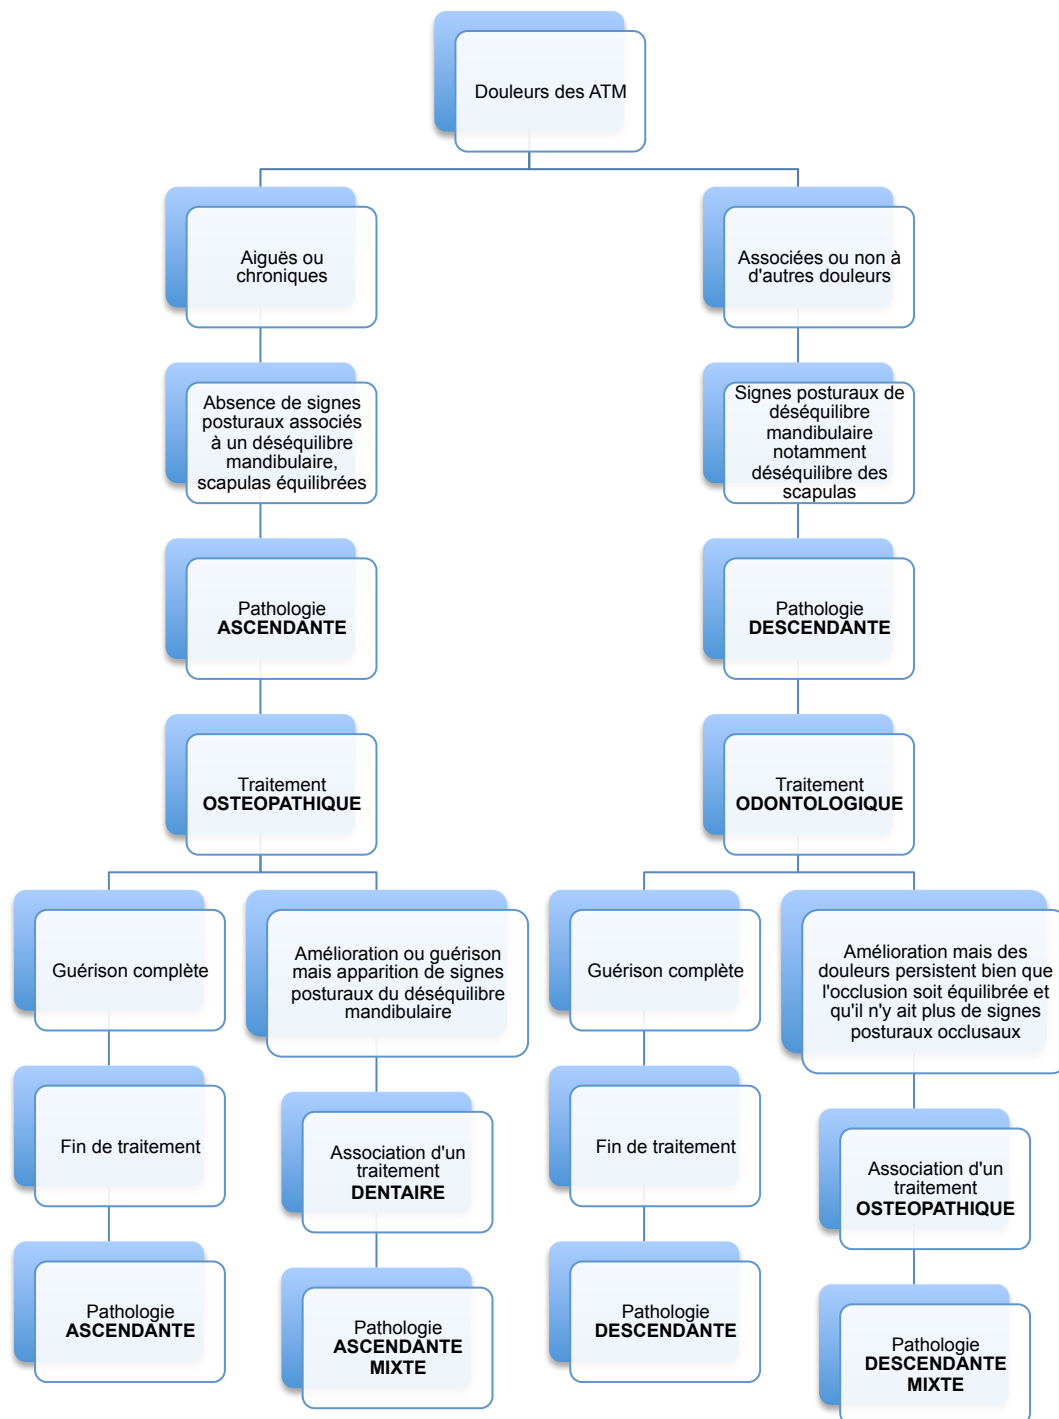 Douleurs des ATM
Aiguës ou
chroniques
Associées ou non à
d'autres douleurs
Absence de signes
posturaux associés
à un déséquilibre
mandibulaire,
scapulas équilibrées
Signes posturaux de
déséquilibre
mandibulaire
notamment
déséquilibre des
scapulas
Pathologie
ASCENDANTE
Pathologie
DESCENDANTE
Traitement
OSTEOPATHIQUE
Traitement
ODONTOLOGIQUE
Guérison complète
Amélioration ou guérison
mais apparition de signes
posturaux du déséquilibre
mandibulaire
Guérison complète
Amélioration mais des
douleurs persistent bien que
l'occlusion soit équilibrée et
qu'il n'y ait plus de signes
posturaux occlusaux
Fin de traitement
Association d'un
traitement
DENTAIRE
Fin de traitement
Association d'un
traitement
OSTEOPATHIQUE
Pathologie
ASCENDANTE
Pathologie
ASCENDANTE
MIXTE
Pathologie
DESCENDANTE
Pathologie
DESCENDANTE
MIXTE